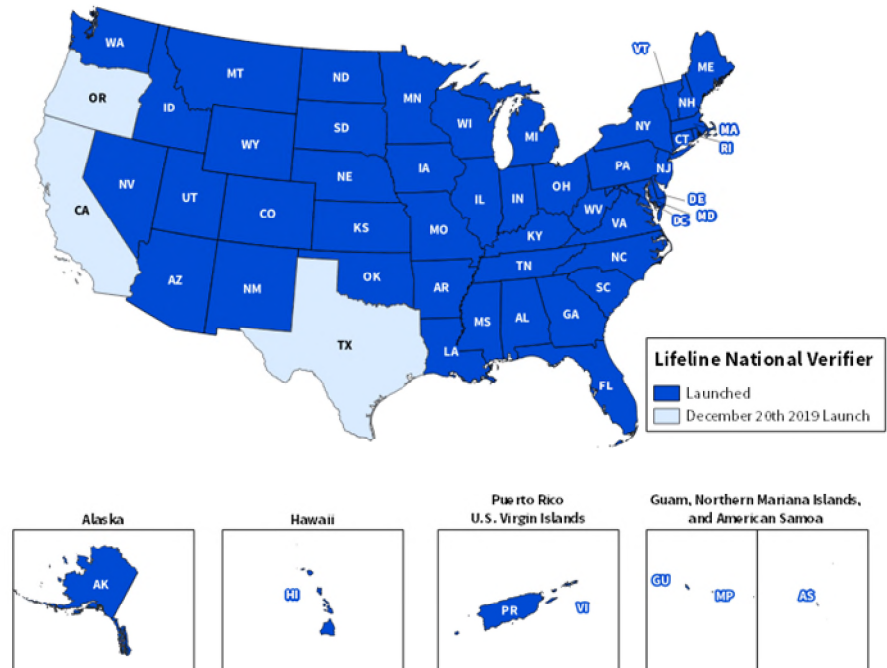 WA
OR
CA
ID
NV
MT
WY
UT
AZ
CO
NM
ND
SD
NE
KS
OK
TX
MN
IA
MO
AR
LA
WI
IL
MS
MI
IN
KY
TN
AL
OH
WV
GA
FL
SC
NC
VA
PA
NY
VT
NH
ME
MA
RI
CT
NJ
DE
MD
DC
Lifeline National Verifier
Launched
December 20th 2019 Launch
Alaska
AK
Hawaii
HI
Puerto Rico
U.S. Virgin Islands
PR
VI
Guam, Northern Mariana Islands,
and American Samoa
GU
MP
AS